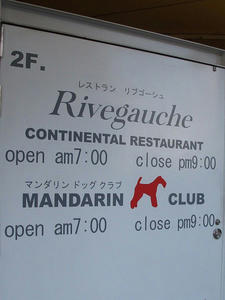 2F.
レストラン リブゴーシュ
Rivegauche
CONTINENTAL RESTAURANT
open am7:00 close pm9:00
マンダリン ドッグ クラブ
MANDARIN CLUB
open am7:00 close pm9:00